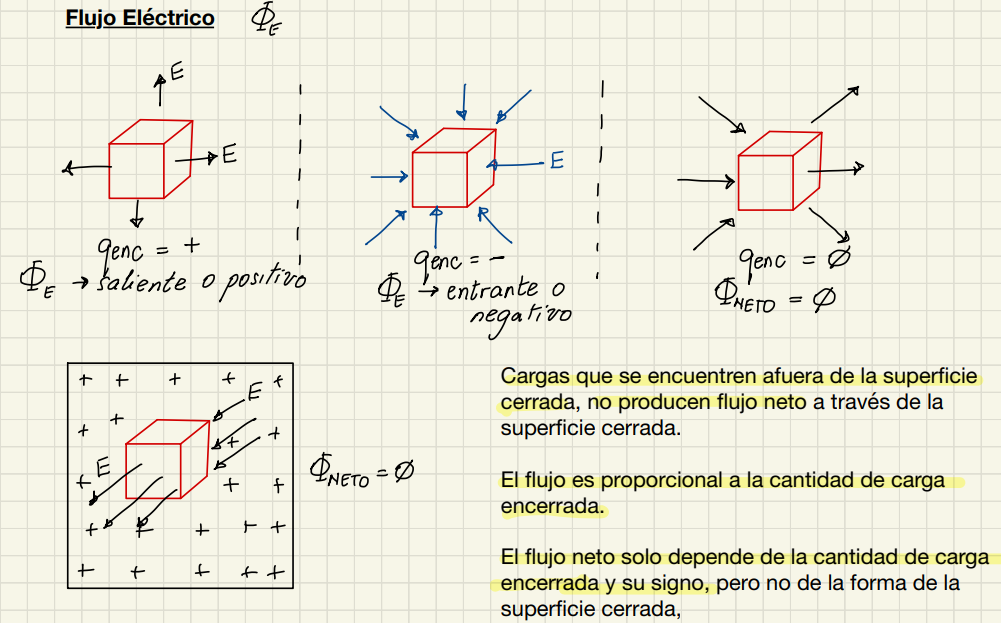 Flujo Eléctrico Φ_E
E
E
q_enc = +
Φ_E → saliente o positivo
E
q_enc = −
Φ_E → entrante o
negativo
q_enc = Ø
Φ_NETO = Ø
+ + + + +
E
+ +
+ +
E
+ + +
+ + + + +
+ + + + +
Φ_NETO = Ø
Cargas que se encuentren afuera de la superficie
cerrada, no producen flujo neto a través de la
superficie cerrada.
El flujo es proporcional a la cantidad de carga
encerrada.
El flujo neto solo depende de la cantidad de carga
encerrada y su signo, pero no de la forma de la
superficie cerrada,